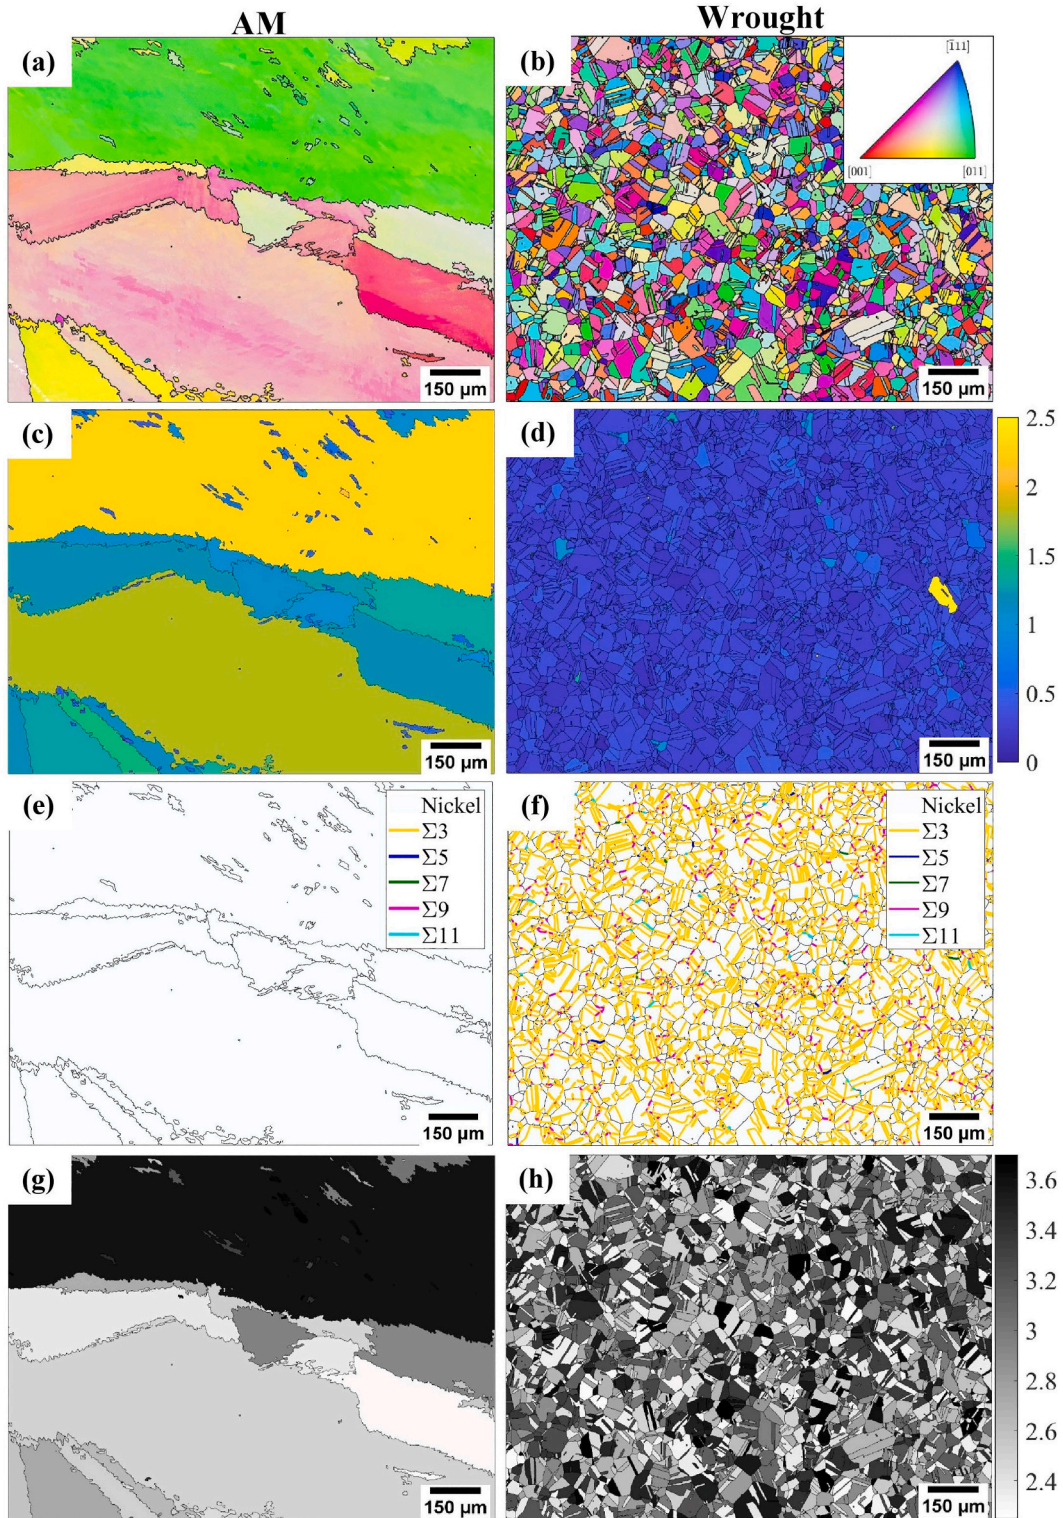 AM
Wrought
(a)
150 µm
(b)
[1̄11]
[001]
[011]
150 µm
(c)
150 µm
(d)
150 µm
2.5
2
1.5
1
0.5
0
(e)
Nickel
Σ3
Σ5
Σ7
Σ9
Σ11
150 µm
(f)
Nickel
Σ3
Σ5
Σ7
Σ9
Σ11
150 µm
(g)
150 µm
(h)
150 µm
3.6
3.4
3.2
3
2.8
2.6
2.4